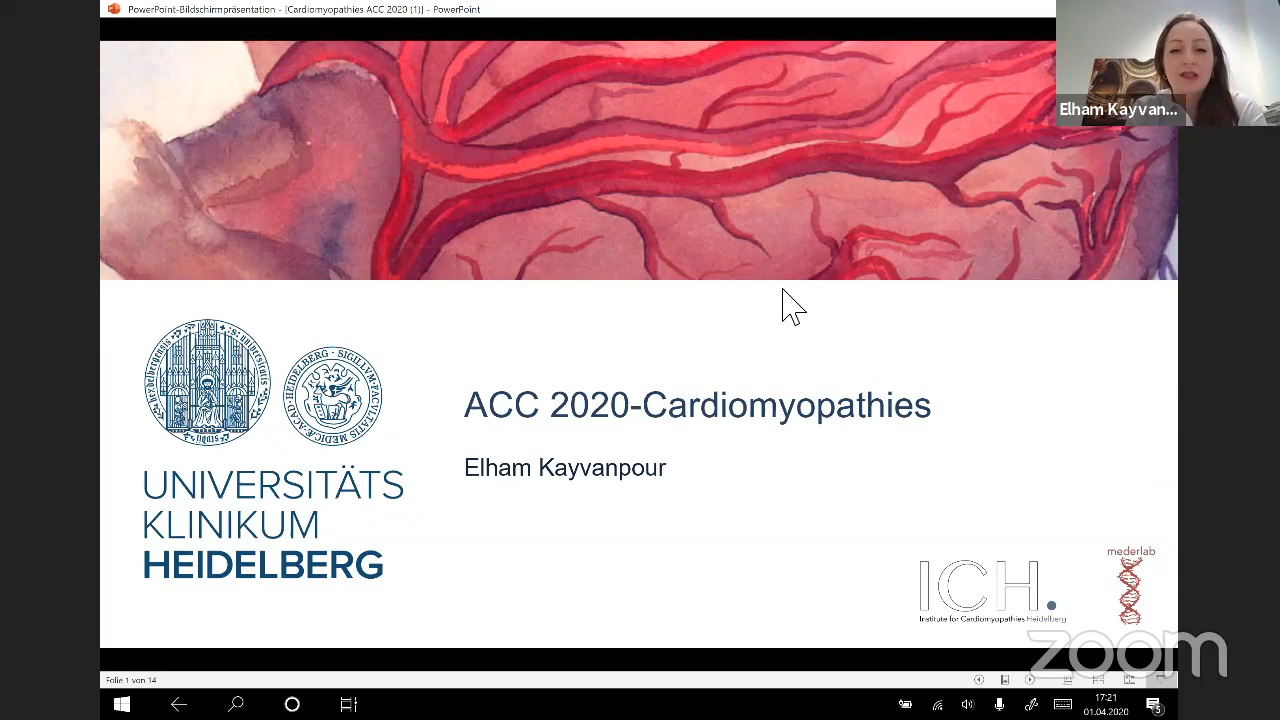 PowerPoint-Bildschirmpräsentation - [Cardiomyopathies ACC 2020 (1)] - PowerPoint
Elham Kayvan...
ACC 2020-Cardiomyopathies
Elham Kayvanpour
UNIVERSITÄTS
KLINIKUM
HEIDELBERG
mederlab
ICH.
Institute for Cardiomyopathies Heidelberg
zoom
Folie 1 von 14
17:21
01.04.2020
5